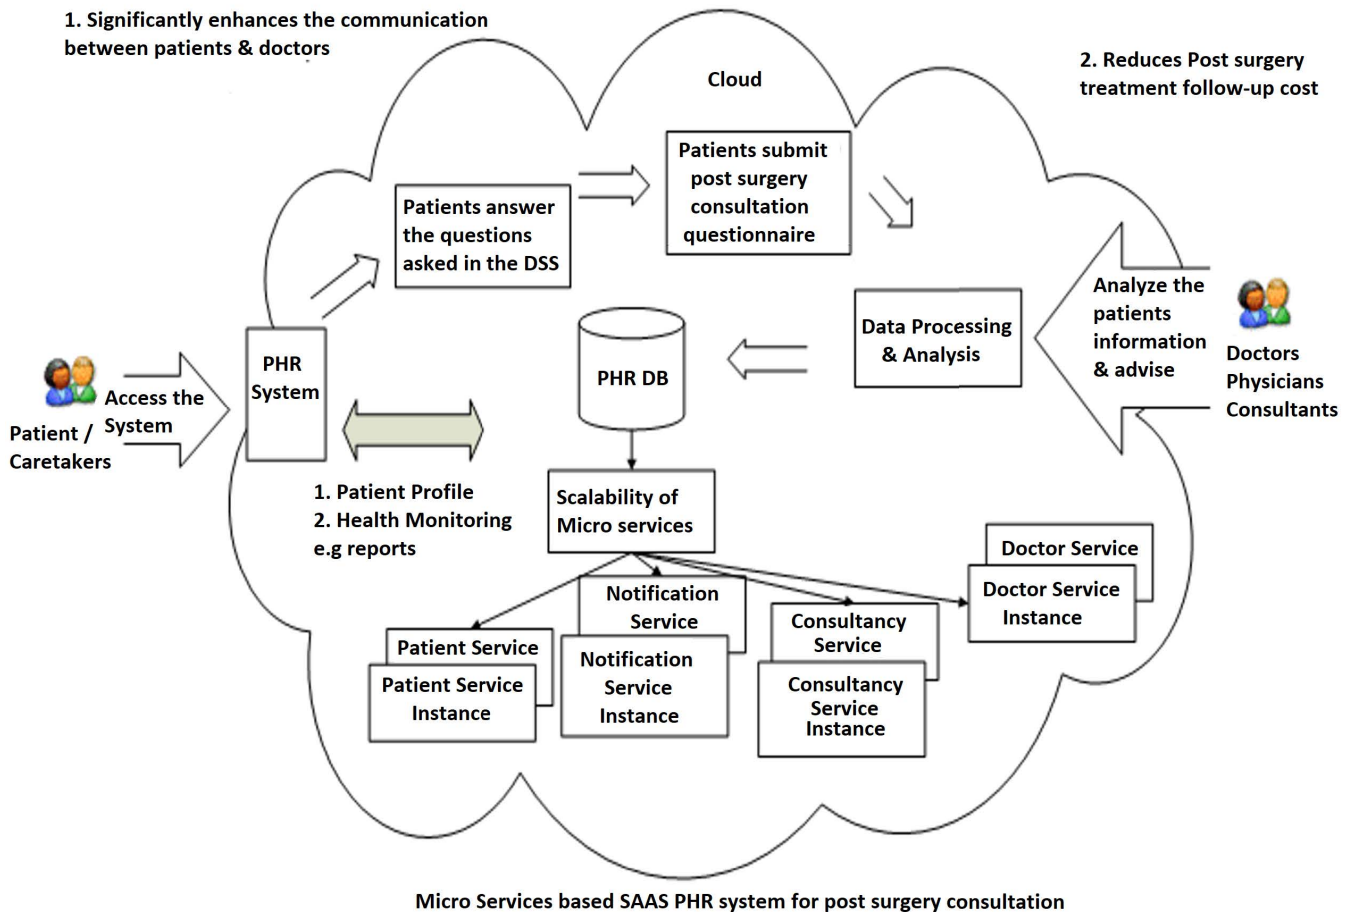 1. Significantly enhances the communication
between patients & doctors
2. Reduces Post surgery
treatment follow-up cost
Cloud
Patients submit
post surgery
consultation
questionnaire
Patients answer
the questions
asked in the DSS
Analyze the
patients
information
& advise
Data Processing
& Analysis
Doctors
Physicians
Consultants
PHR
System
PHR DB
Access the
System
Patient /
Caretakers
1. Patient Profile
2. Health Monitoring
e.g reports
Scalability of
Micro services
Doctor Service
Doctor Service
Instance
Notification
Service
Notification
Service
Instance
Consultancy
Service
Consultancy
Service
Instance
Patient Service
Patient Service
Instance
Micro Services based SAAS PHR system for post surgery consultation